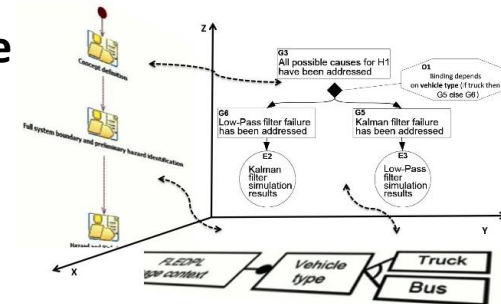 e
Z
Concept definition
Full system boundary and preliminary hazard identification
X
Y
G3
All possible causes for H1
have been addressed
O1
Binding depends
on vehicle type (if truck then
G5 else G6)
G6
Low-Pass filter failure
has been addressed
G5
Kalman filter failure
has been addressed
E2
Kalman
filter
simulation
results
E3
Low-Pass
filter
simulation
results
FLEDPL
context
Vehicle
type
Truck
Bus